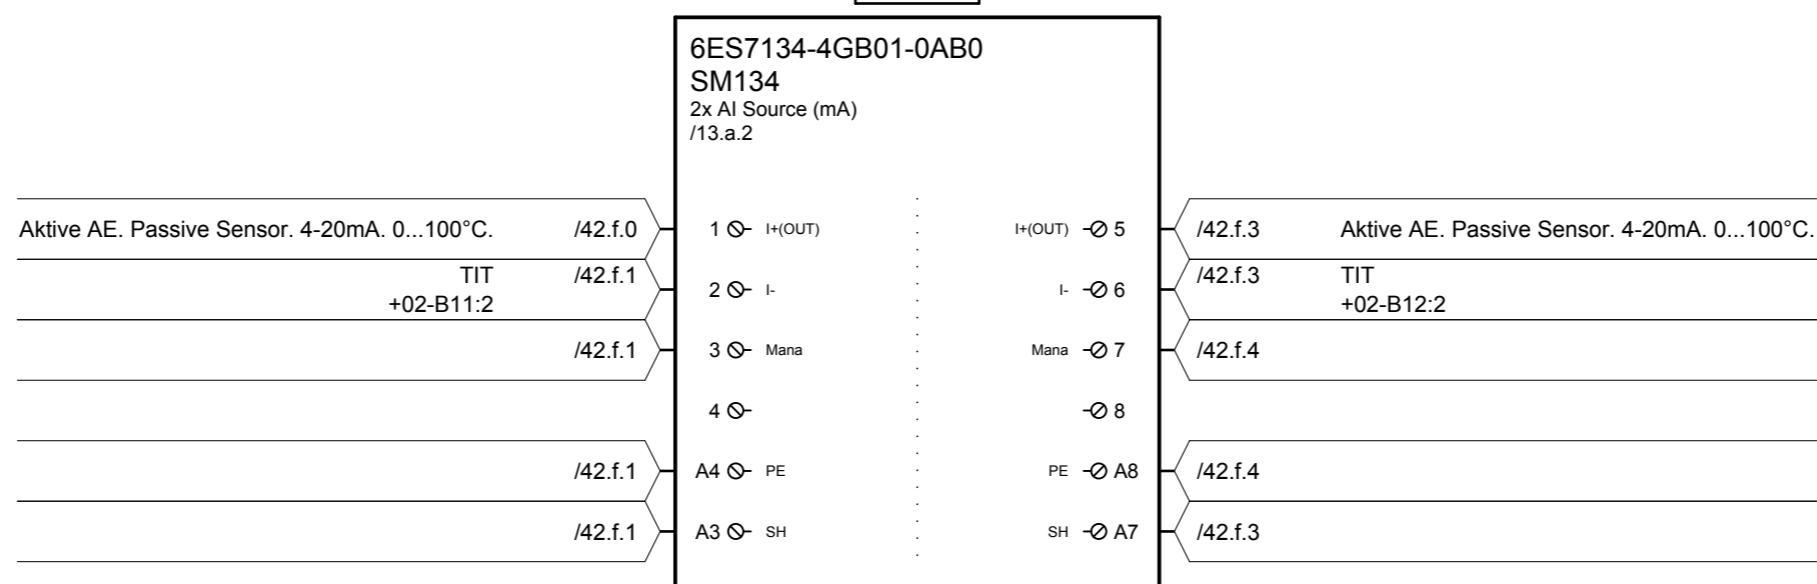 6ES7134-4GB01-0AB0
SM134
2x AI Source (mA)
/13.a.2
Aktive AE. Passive Sensor. 4-20mA. 0...100°C. /42.f.0 1 I+(OUT) I+(OUT) 5 /42.f.3 Aktive AE. Passive Sensor. 4-20mA. 0...100°C.
TIT /42.f.1 2 I- I- 6 /42.f.3 TIT
+02-B11:2 +02-B12:2
/42.f.1 3 Mana Mana 7 /42.f.4
4 8
/42.f.1 A4 PE PE A8 /42.f.4
/42.f.1 A3 SH SH A7 /42.f.3